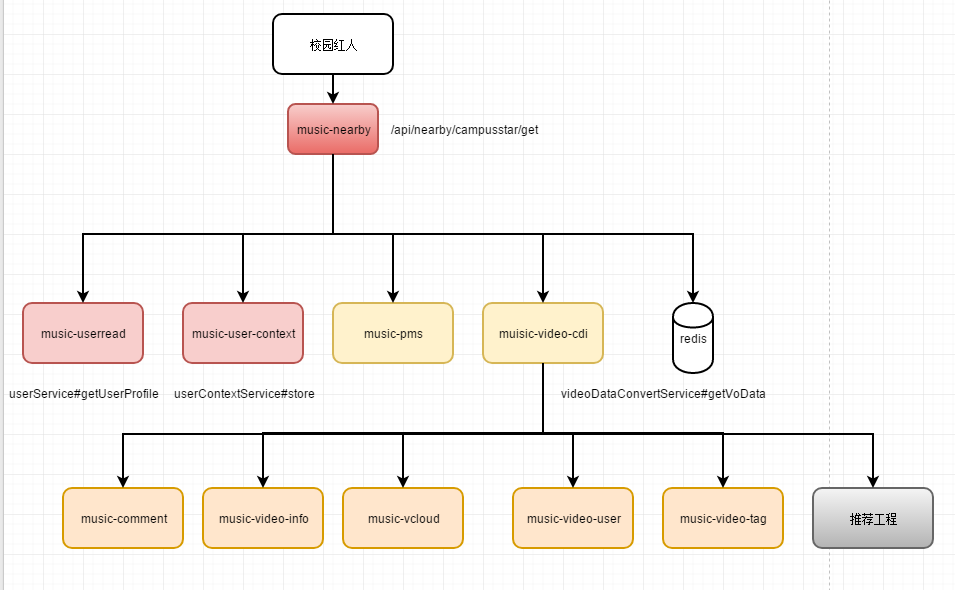 校园红人
music-nearby
/api/nearby/campusstar/get
music-userread
music-user-context
music-pms
muisic-video-cdi
redis
userService#getUserProfile
userContextService#store
videoDataConvertService#getVoData
music-comment
music-video-info
music-vcloud
music-video-user
music-video-tag
推荐工程